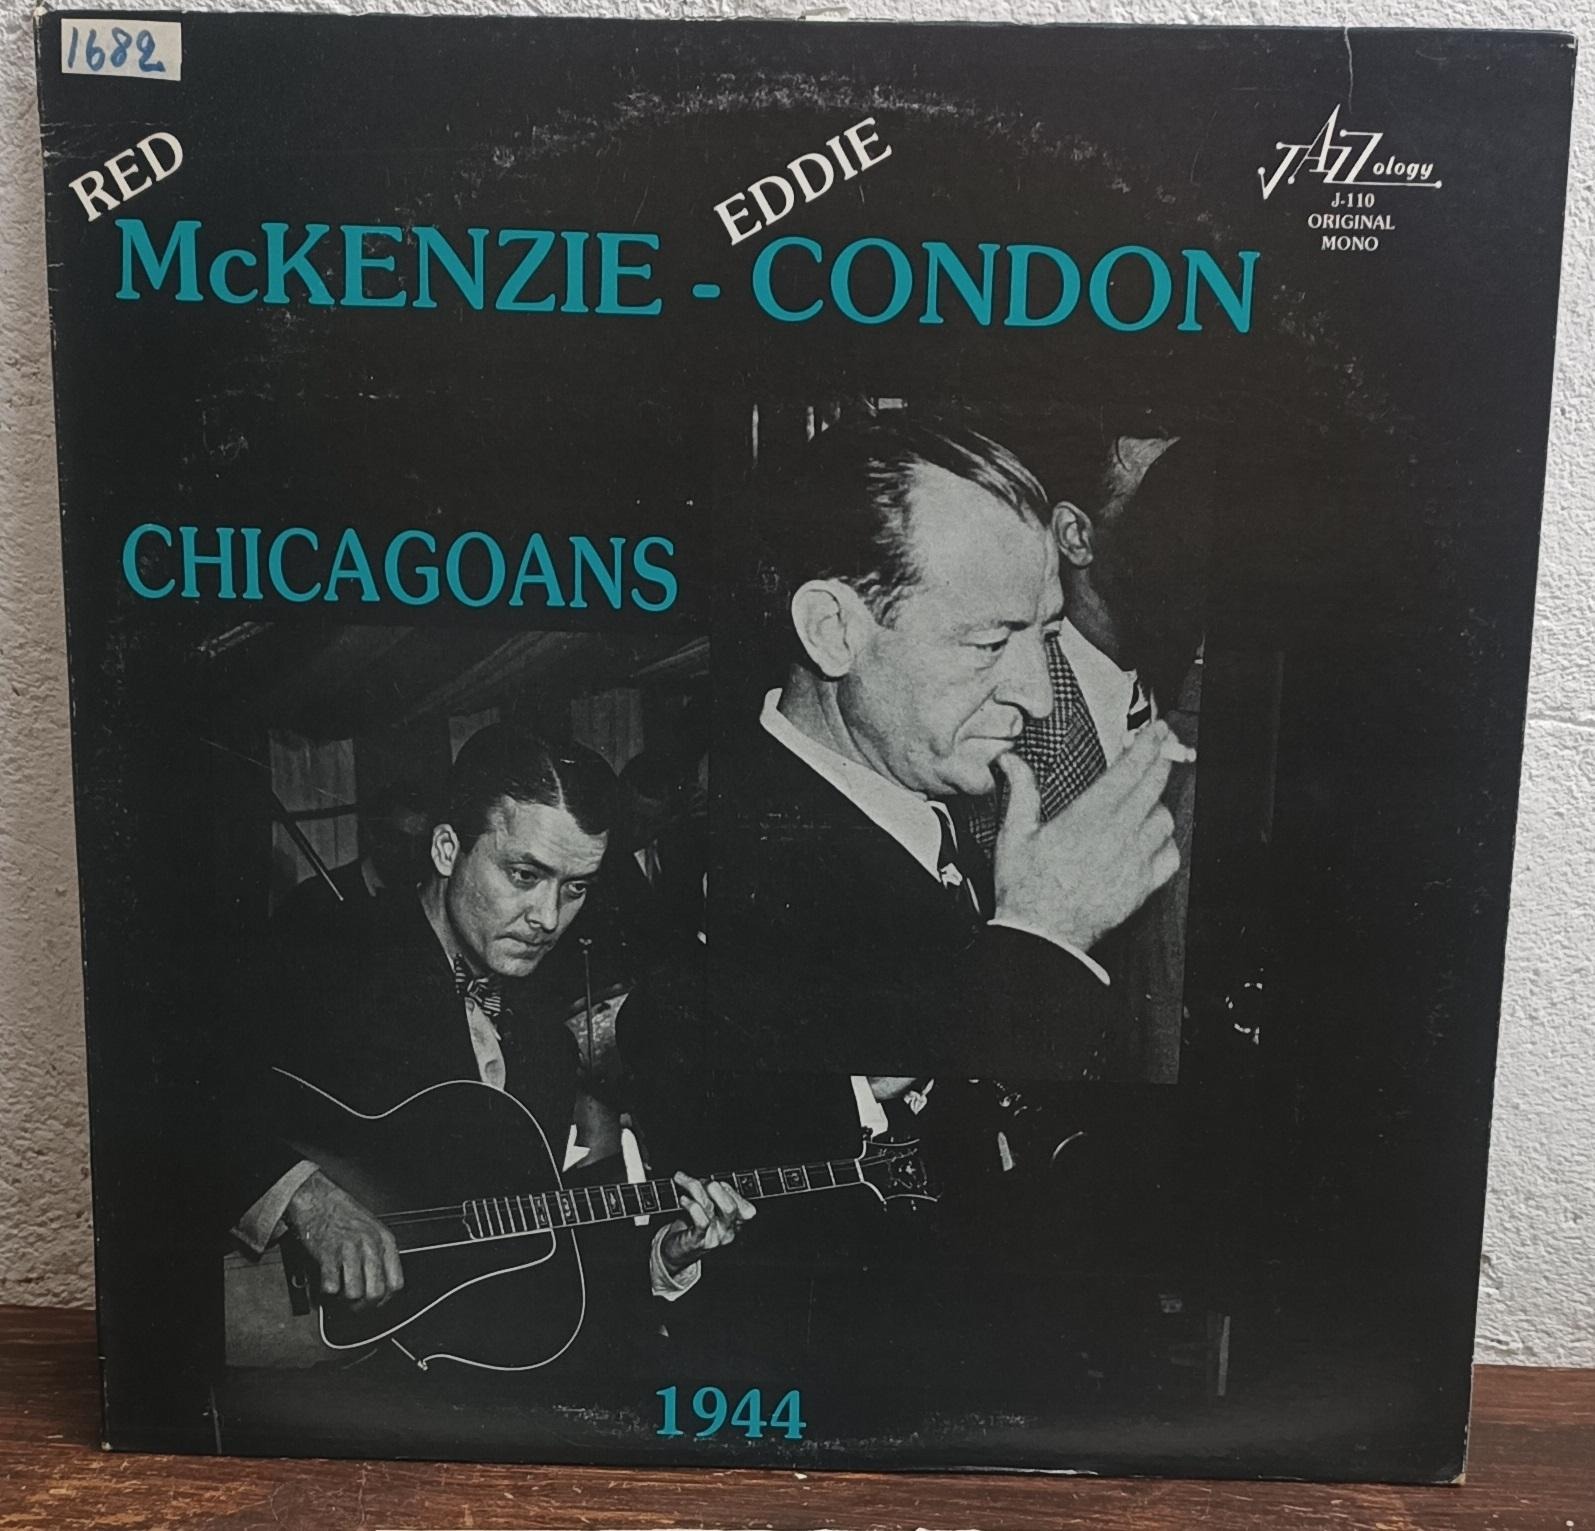 1682
RED
EDDIE
McKENZIE - CONDON
JAZZology
J-110
ORIGINAL
MONO
CHICAGOANS
1944